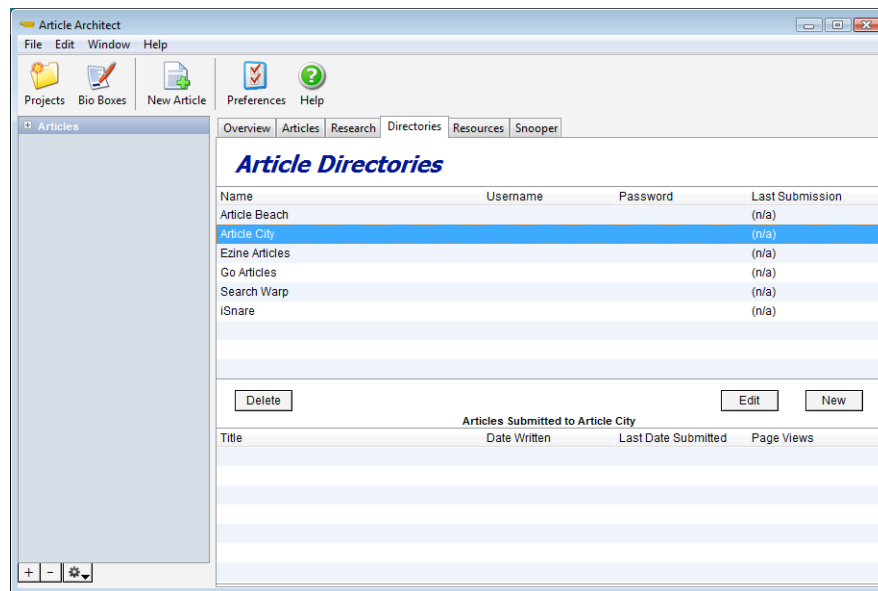 Article Architect
File Edit Window Help
Projects Bio Boxes New Article Preferences Help
Articles
Overview Articles Research Directories Resources Snooper
Article Directories
Name Username Password Last Submission
Article Beach (n/a)
Article City (n/a)
Ezine Articles (n/a)
Go Articles (n/a)
Search Warp (n/a)
iSnare (n/a)
Delete Edit New
Articles Submitted to Article City
Title Date Written Last Date Submitted Page Views